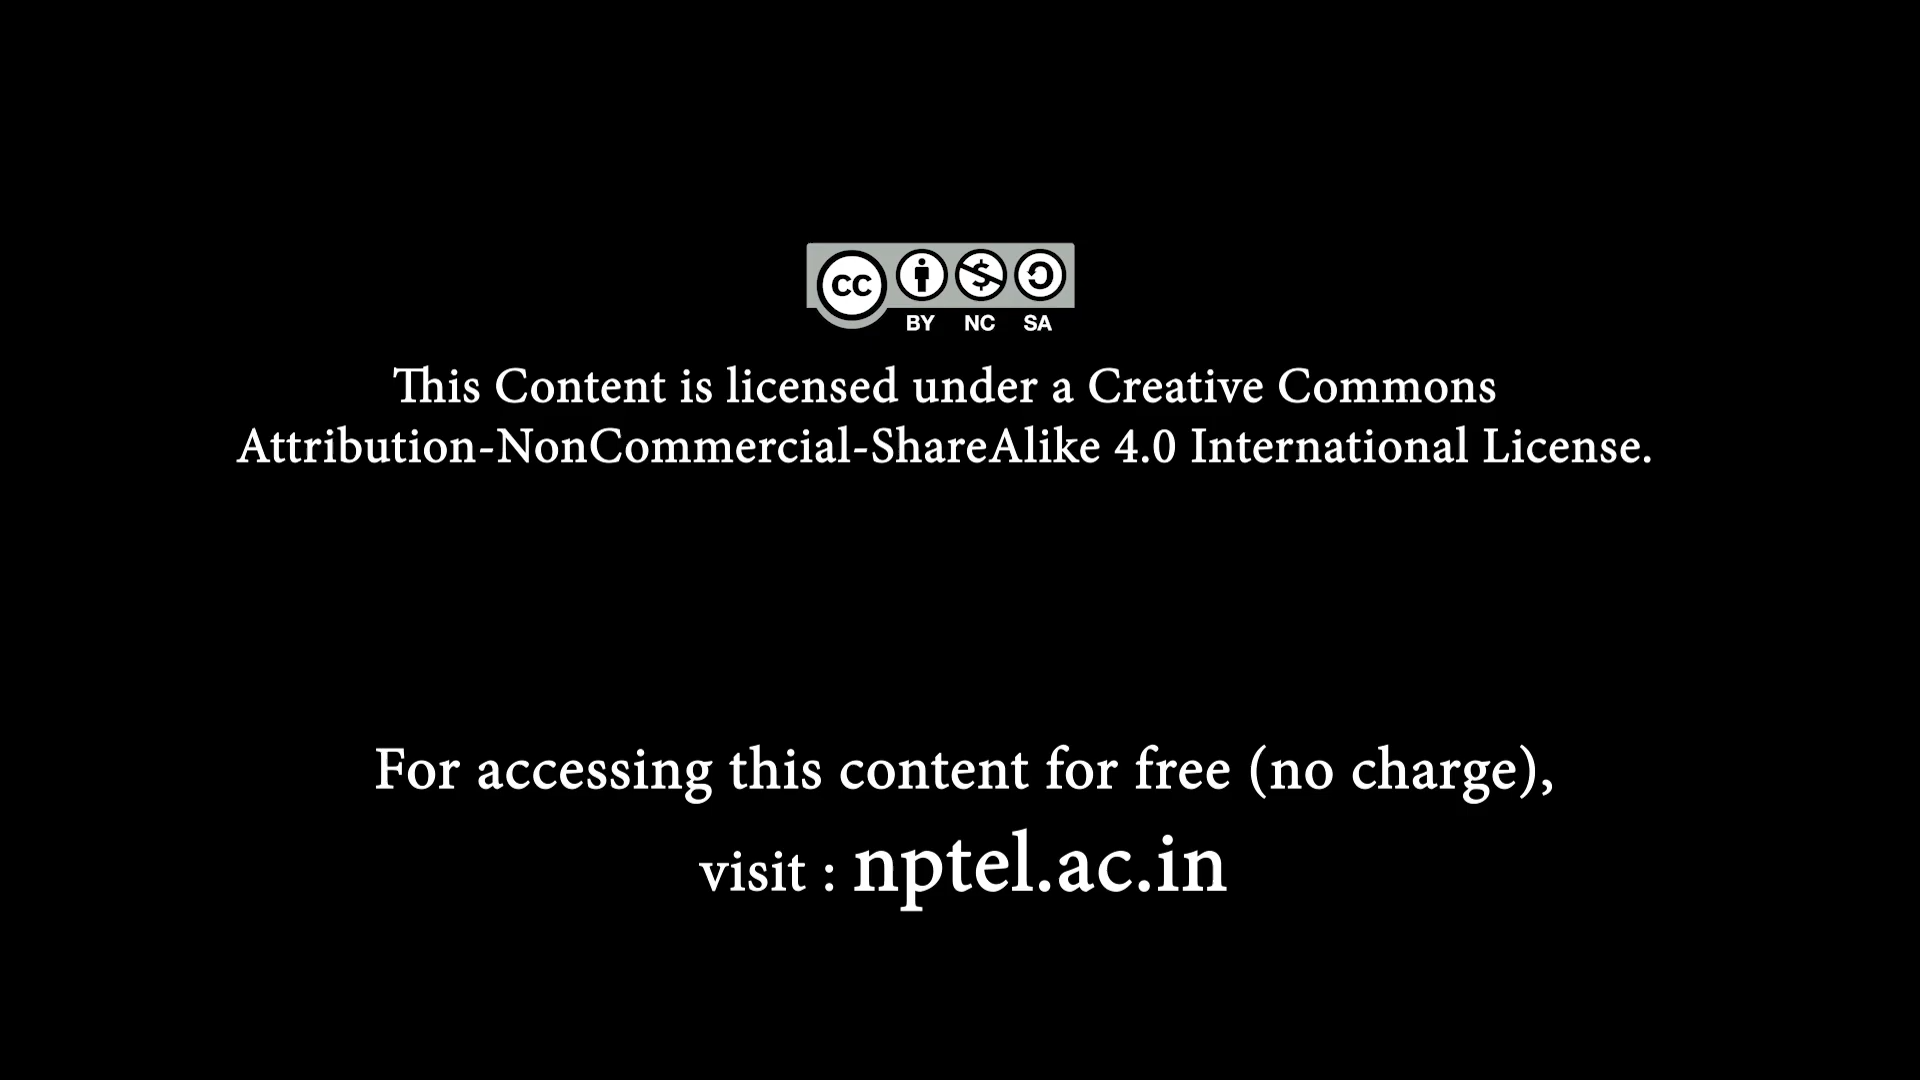 CC BY NC SA
This Content is licensed under a Creative Commons
Attribution-NonCommercial-ShareAlike 4.0 International License.
For accessing this content for free (no charge),
visit : nptel.ac.in